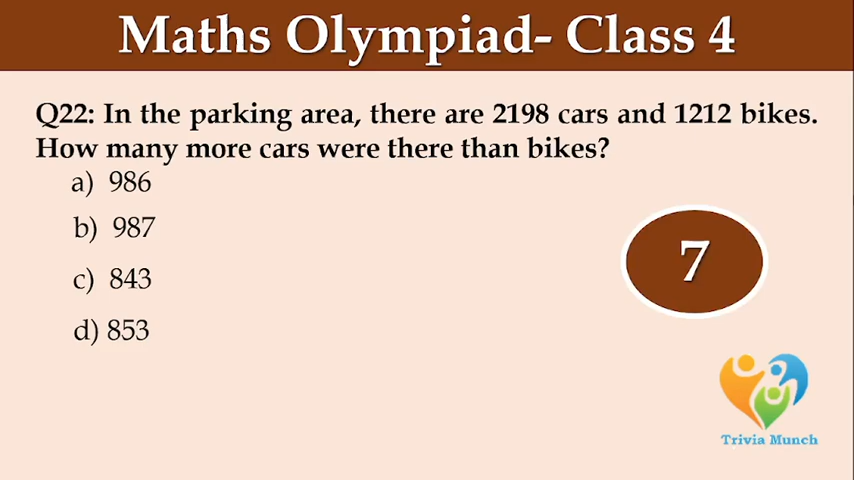 Maths Olympiad- Class 4
Q22: In the parking area, there are 2198 cars and 1212 bikes.
How many more cars were there than bikes?
a) 986
b) 987
c) 843
d) 853
7
Trivia Munch